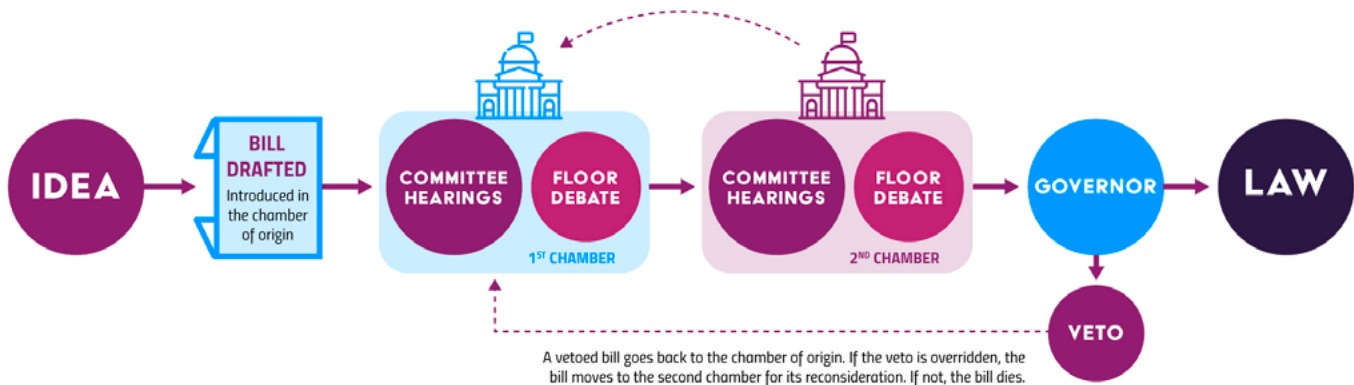 IDEA
BILL
DRAFTED
Introduced in
the chamber
of origin
COMMITTEE
HEARINGS
FLOOR
DEBATE
1ST CHAMBER
COMMITTEE
HEARINGS
FLOOR
DEBATE
2ND CHAMBER
GOVERNOR
LAW
VETO
A vetoed bill goes back to the chamber of origin. If the veto is overridden, the
bill moves to the second chamber for its reconsideration. If not, the bill dies.